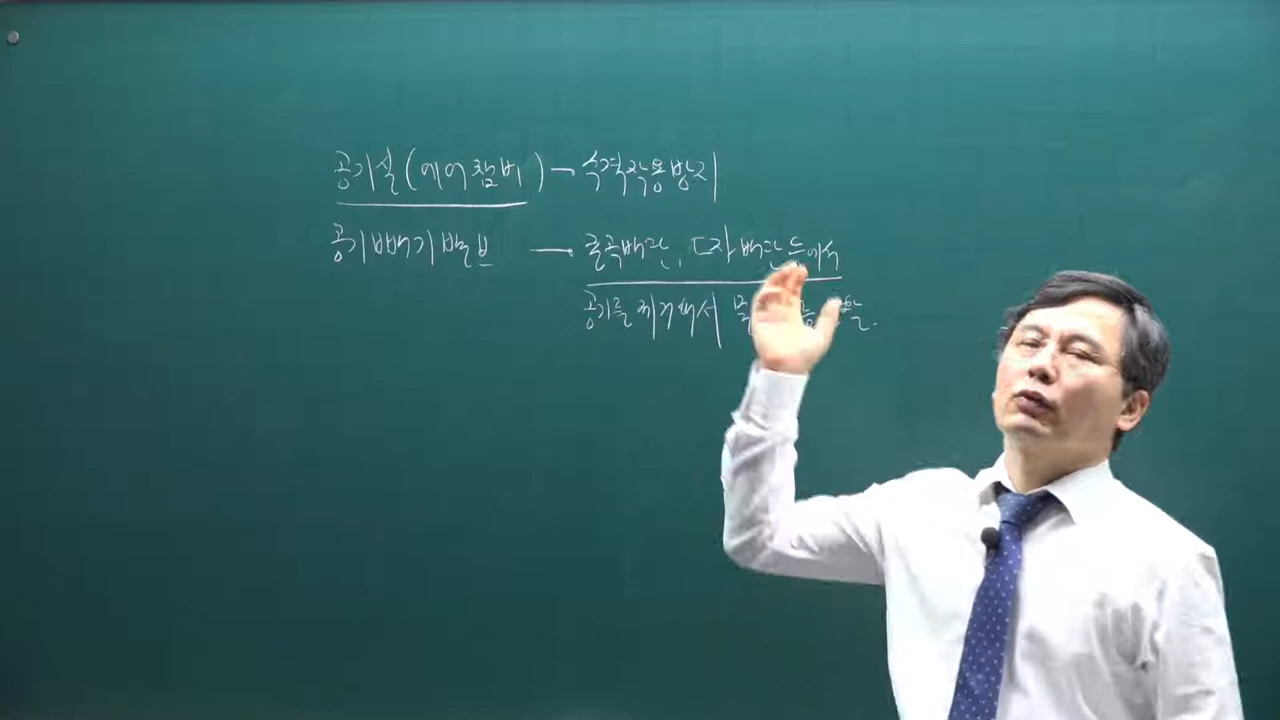 공기실(에어챔버) - 수격작용방지
공기빼기밸브 - 굴곡배관, ㄷ자배관 등에서
공기를 제거해서